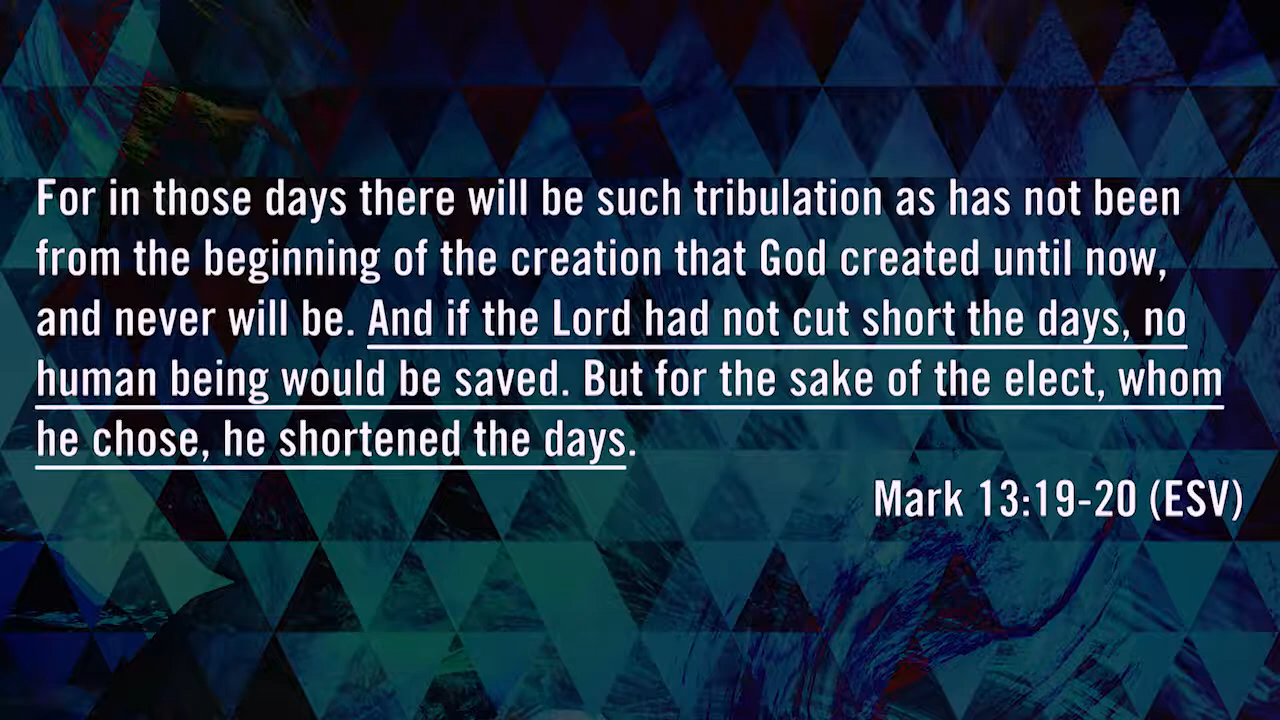 For in those days there will be such tribulation as has not been
from the beginning of the creation that God created until now,
and never will be. And if the Lord had not cut short the days, no
human being would be saved. But for the sake of the elect, whom
he chose, he shortened the days.
Mark 13:19-20 (ESV)